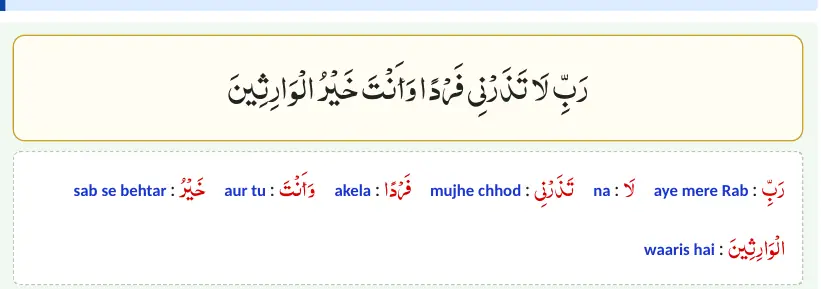 رَبِّ لَا تَذَرْنِي فَرْدًا وَأَنْتَ خَيْرُ الْوَارِثِينَ
رَبِّ : aye mere Rab لَا : na تَذَرْنِي : mujhe chhod فَرْدًا : akela وَأَنْتَ : aur tu خَيْرُ : sab se behtar
الْوَارِثِينَ : waaris hai